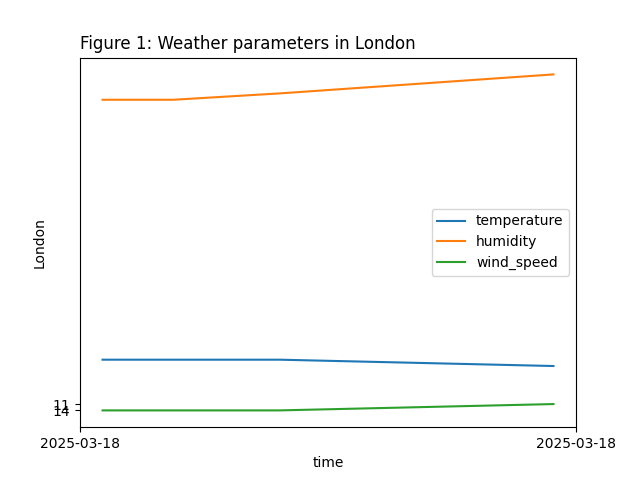 Figure 1: Weather parameters in London
London
temperature
humidity
wind_speed
11
14
2025-03-18
2025-03-18
time